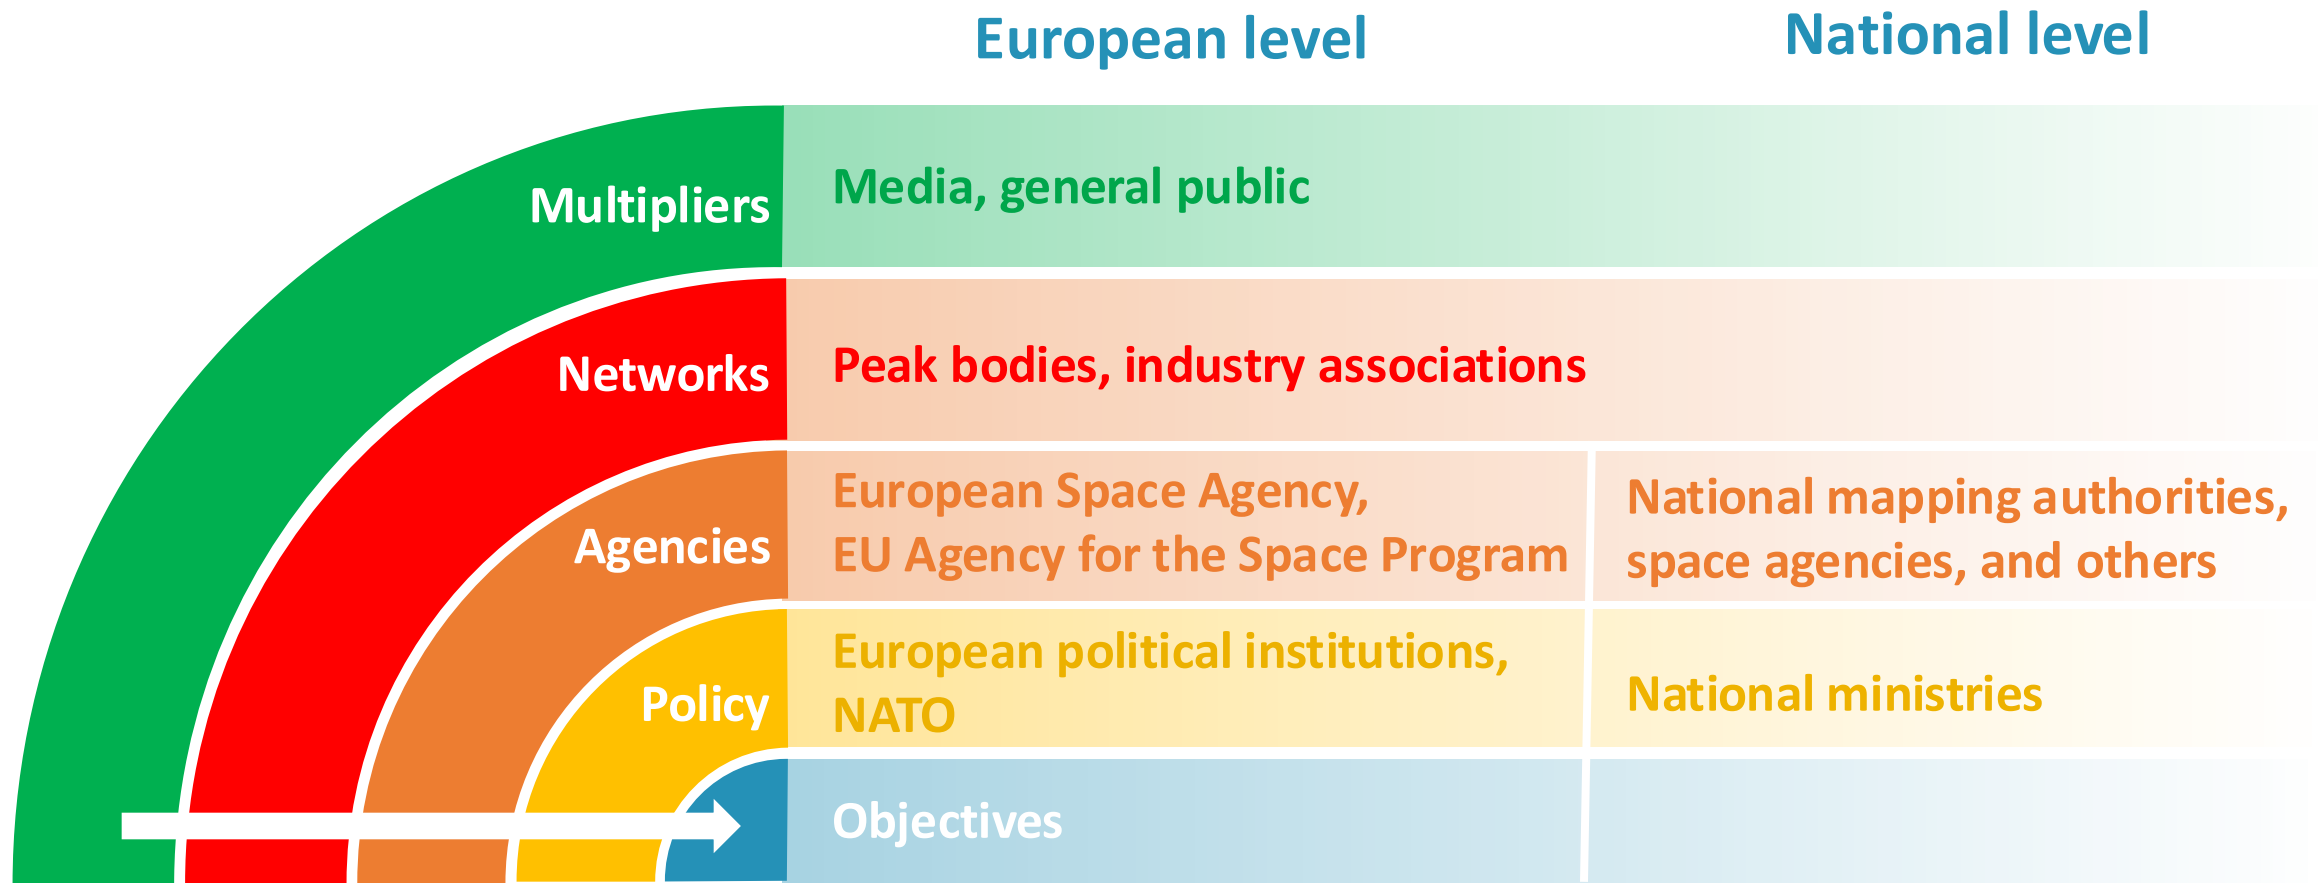 European level
National level
Multipliers
Media, general public
Networks
Peak bodies, industry associations
Agencies
European Space Agency,
EU Agency for the Space Program
National mapping authorities,
space agencies, and others
Policy
European political institutions,
NATO
National ministries
Objectives